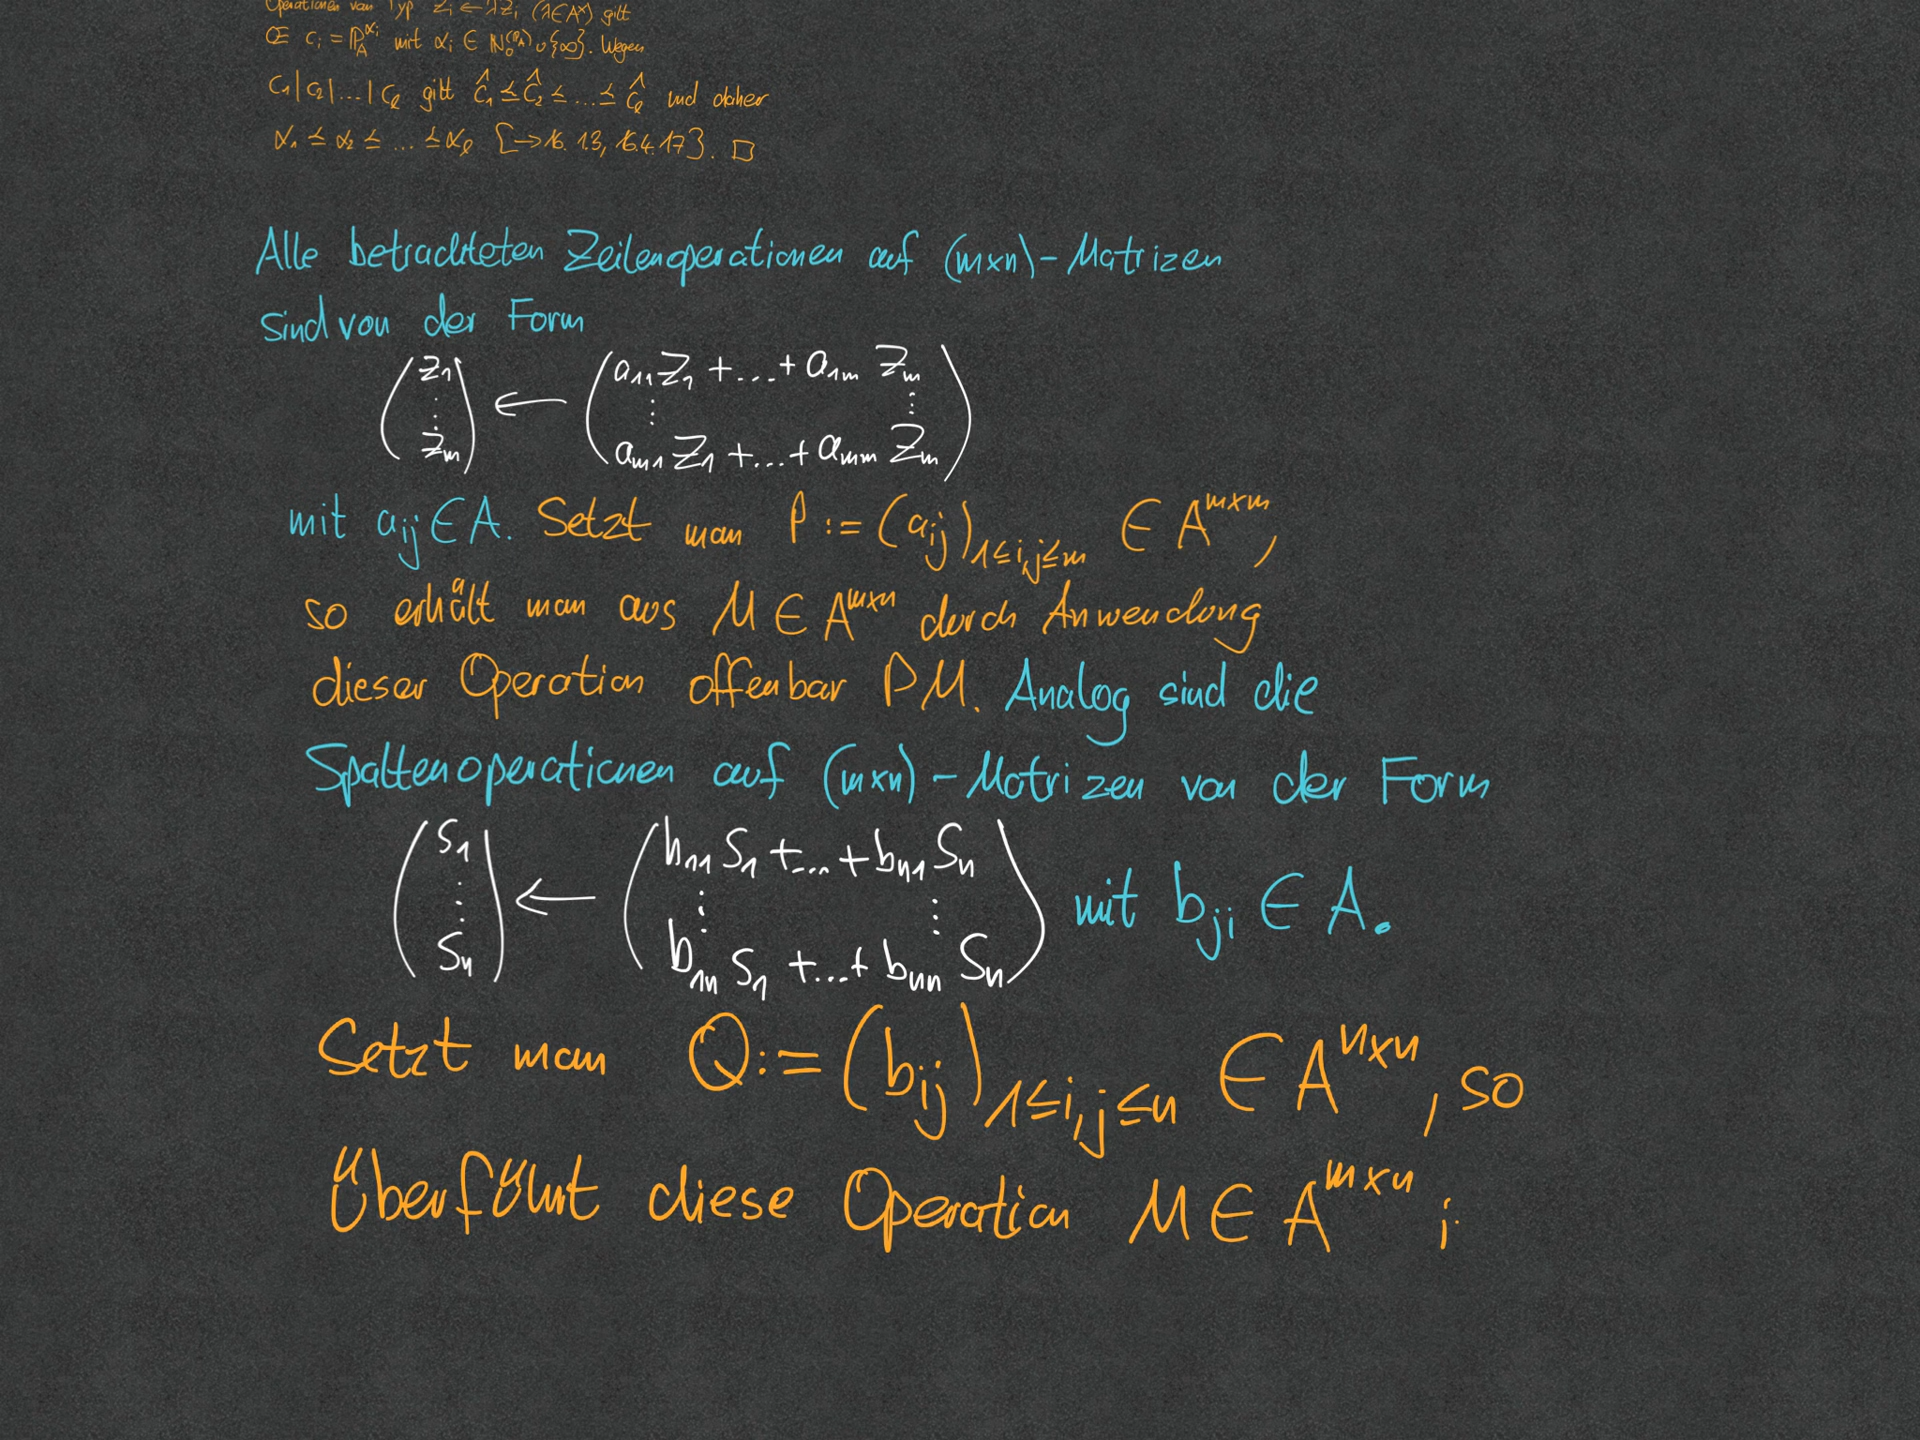 Operationen vom Typ Z_i ← λZ_i (λ∈A^×) gilt
Œ c_i = ℙ_A^{α_i} mit α_i ∈ ℕ_0^{(ℙ_A)} ∪ {∞}. Wegen
c_1|c_2|...|c_ℓ gilt ĉ_1 ≤ ĉ_2 ≤ ... ≤ ĉ_ℓ und daher
α_1 ≤ α_2 ≤ ... ≤ α_ℓ [→16.1.3, 16.4.17]. □
Alle betrachteten Zeilenoperationen auf (m×n)-Matrizen
sind von der Form
(z_1 ⋮ z_m) ← (a_11 Z_1 + ... + a_1m Z_m ⋮ ⋮ a_m1 Z_1 + ... + a_mm Z_m)
mit a_ij ∈ A. Setzt man P := (a_ij)_{1≤i,j≤m} ∈ A^{m×m},
so erhält man aus M ∈ A^{m×n} durch Anwendung
dieser Operation offenbar PM. Analog sind die
Spaltenoperationen auf (m×n)-Matrizen von der Form
(s_1 ⋮ s_n) ← (b_11 S_1 + ... + b_n1 S_n ⋮ ⋮ b_1n S_1 + ... + b_nn S_n) mit b_ji ∈ A.
Setzt man Q := (b_ij)_{1≤i,j≤n} ∈ A^{n×n}, so
überführt diese Operation M ∈ A^{m×n} i